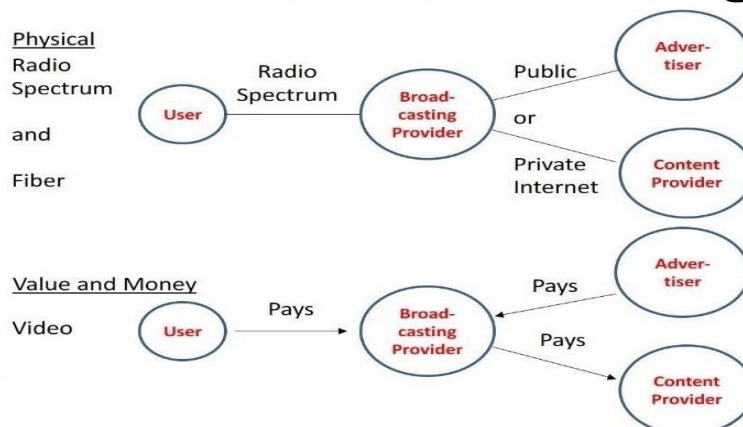 Physical
Radio
Spectrum
and
Fiber
User
Radio
Spectrum
Broad-
casting
Provider
Public
or
Private
Internet
Adver-
tiser
Content
Provider
Value and Money
Video
User
Pays
Broad-
casting
Provider
Pays
Pays
Adver-
tiser
Content
Provider